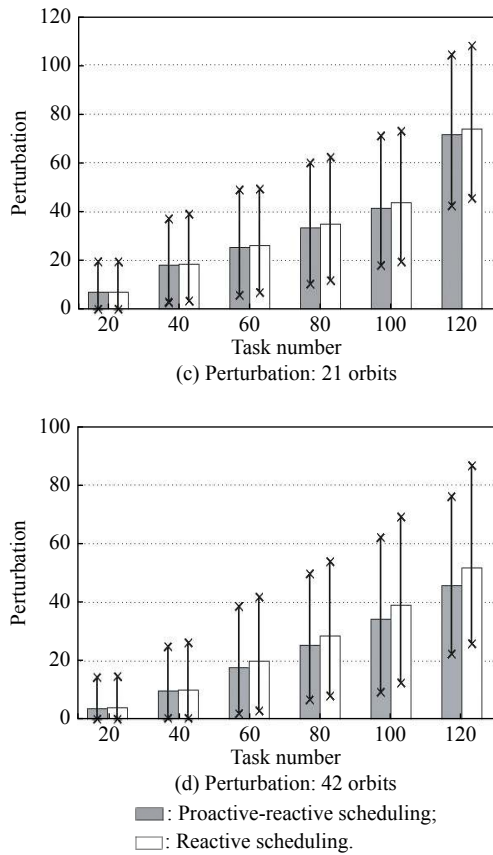 120
100
80
60
40
20
0
Perturbation
20 40 60 80 100 120
Task number
(c) Perturbation: 21 orbits
100
80
60
40
20
0
Perturbation
20 40 60 80 100 120
Task number
(d) Perturbation: 42 orbits
: Proactive-reactive scheduling;
: Reactive scheduling.